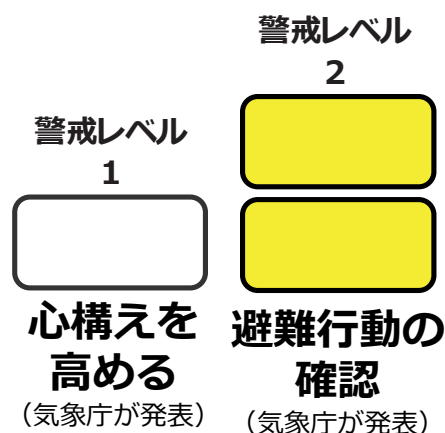 警戒レベル
1
心構えを
高める
（気象庁が発表）
警戒レベル
2
避難行動の
確認
（気象庁が発表）